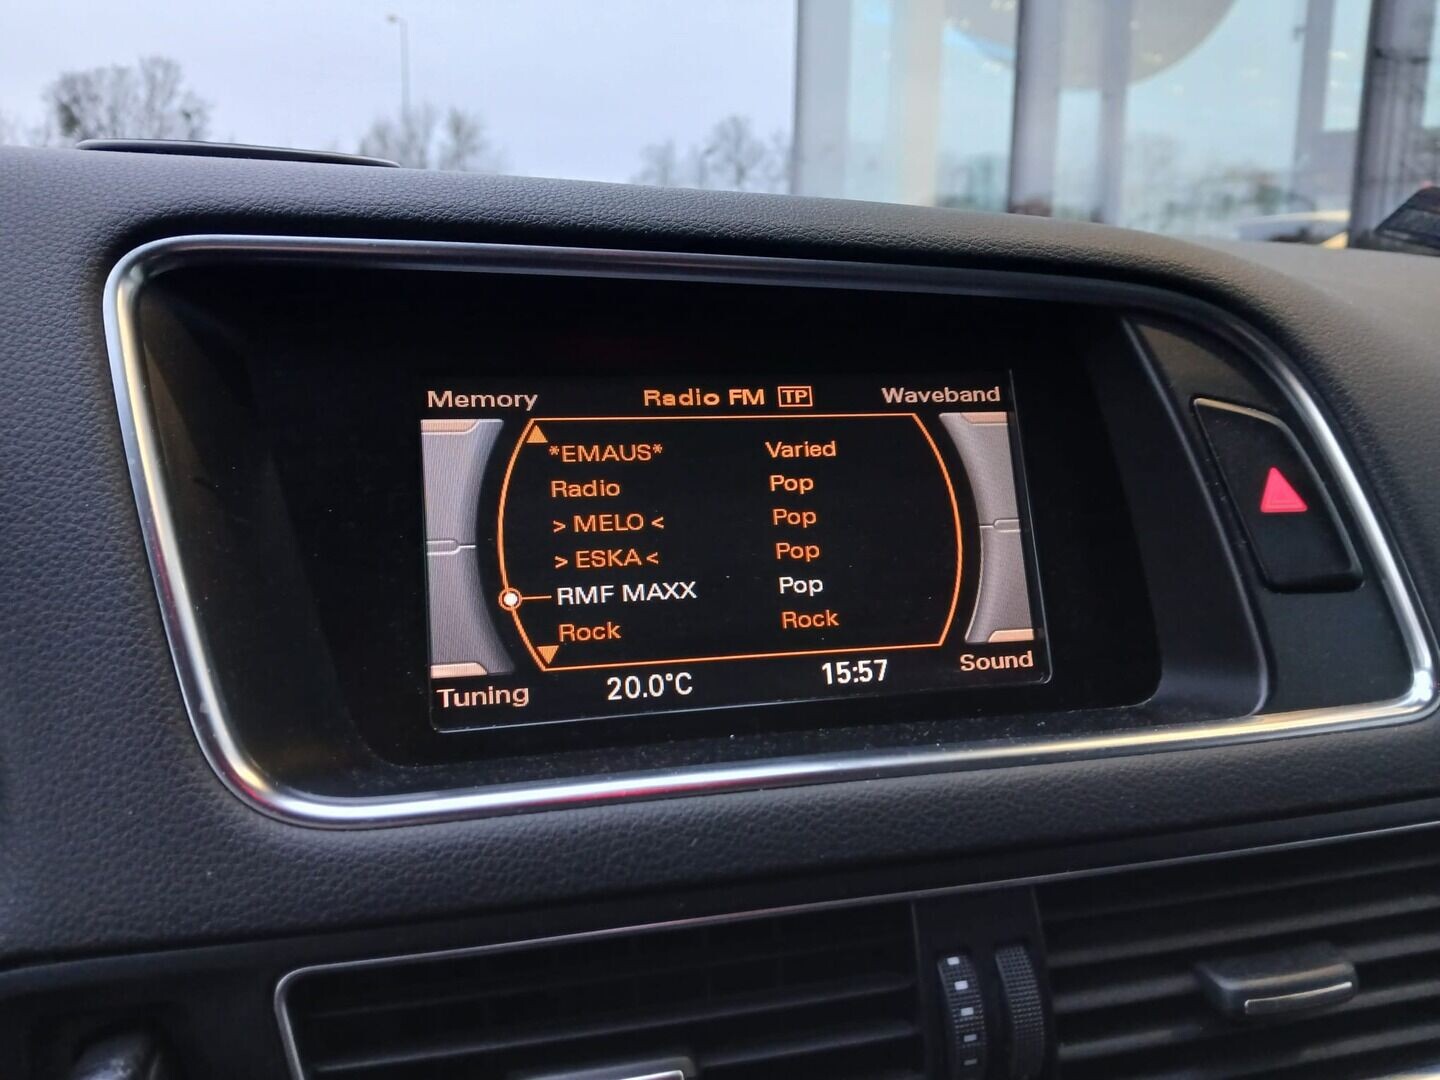 Memory Radio FM TP Waveband
*EMAUS* Varied
Radio Pop
> MELO < Pop
> ESKA < Pop
RMF MAXX Pop
Rock Rock
Tuning 20.0°C 15:57 Sound